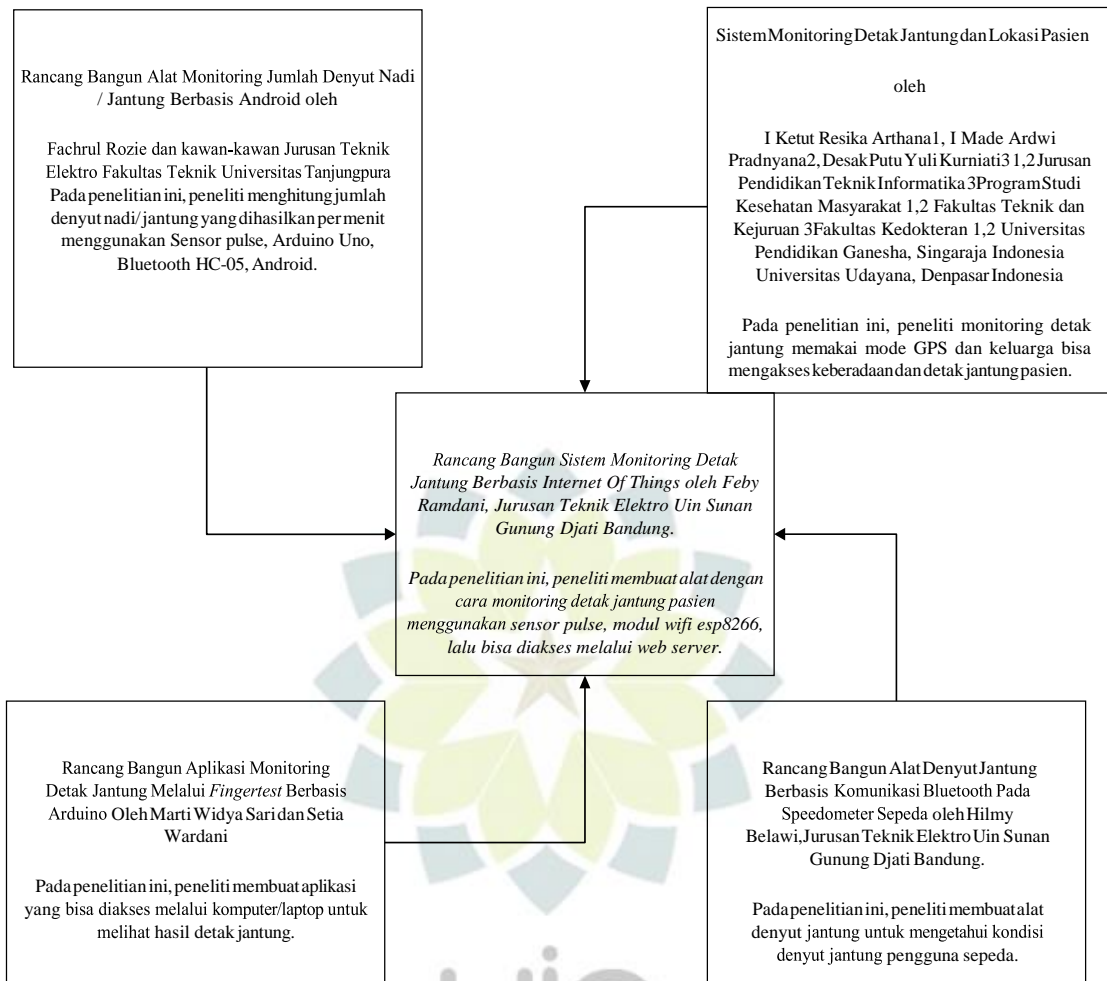 Rancang Bangun Alat Monitoring Jumlah Denyut Nadi
/ Jantung Berbasis Android oleh
Fachrul Rozie dan kawan-kawan Jurusan Teknik
Elektro Fakultas Teknik Universitas Tanjungpura
Pada penelitian ini, peneliti menghitung jumlah
denyut nadi/jantung yang dihasilkan per menit
menggunakan Sensor pulse, Arduino Uno,
Bluetooth HC-05, Android.
Sistem Monitoring Detak Jantung dan Lokasi Pasien
oleh
I Ketut Resika Arthana1, I Made Ardwi
Pradnyana2, Desak Putu Yuli Kurniati3 1,2 Jurusan
Pendidikan Teknik Informatika 3Program Studi
Kesehatan Masyarakat 1,2 Fakultas Teknik dan
Kejuruan 3Fakultas Kedokteran 1,2 Universitas
Pendidikan Ganesha, Singaraja Indonesia
Universitas Udayana, Denpasar Indonesia
Pada penelitian ini, peneliti monitoring detak
jantung memakai mode GPS dan keluarga bisa
mengakses keberadaan dan detak jantung pasien.
Rancang Bangun Sistem Monitoring Detak
Jantung Berbasis Internet Of Things oleh Feby
Ramdani, Jurusan Teknik Elektro Uin Sunan
Gunung Djati Bandung.
Pada penelitian ini, peneliti membuat alat dengan
cara monitoring detak jantung pasien
menggunakan sensor pulse, modul wifi esp8266,
lalu bisa diakses melalui web server.
Rancang Bangun Aplikasi Monitoring
Detak Jantung Melalui Fingertest Berbasis
Arduino Oleh Marti Widya Sari dan Setia
Wardani
Pada penelitian ini, peneliti membuat aplikasi
yang bisa diakses melalui komputer/laptop untuk
melihat hasil detak jantung.
Rancang Bangun Alat Denyut Jantung
Berbasis Komunikasi Bluetooth Pada
Speedometer Sepeda oleh Hilmy
Belawi, Jurusan Teknik Elektro Uin Sunan
Gunung Djati Bandung.
Pada penelitian ini, peneliti membuat alat
denyut jantung untuk mengetahui kondisi
denyut jantung pengguna sepeda.